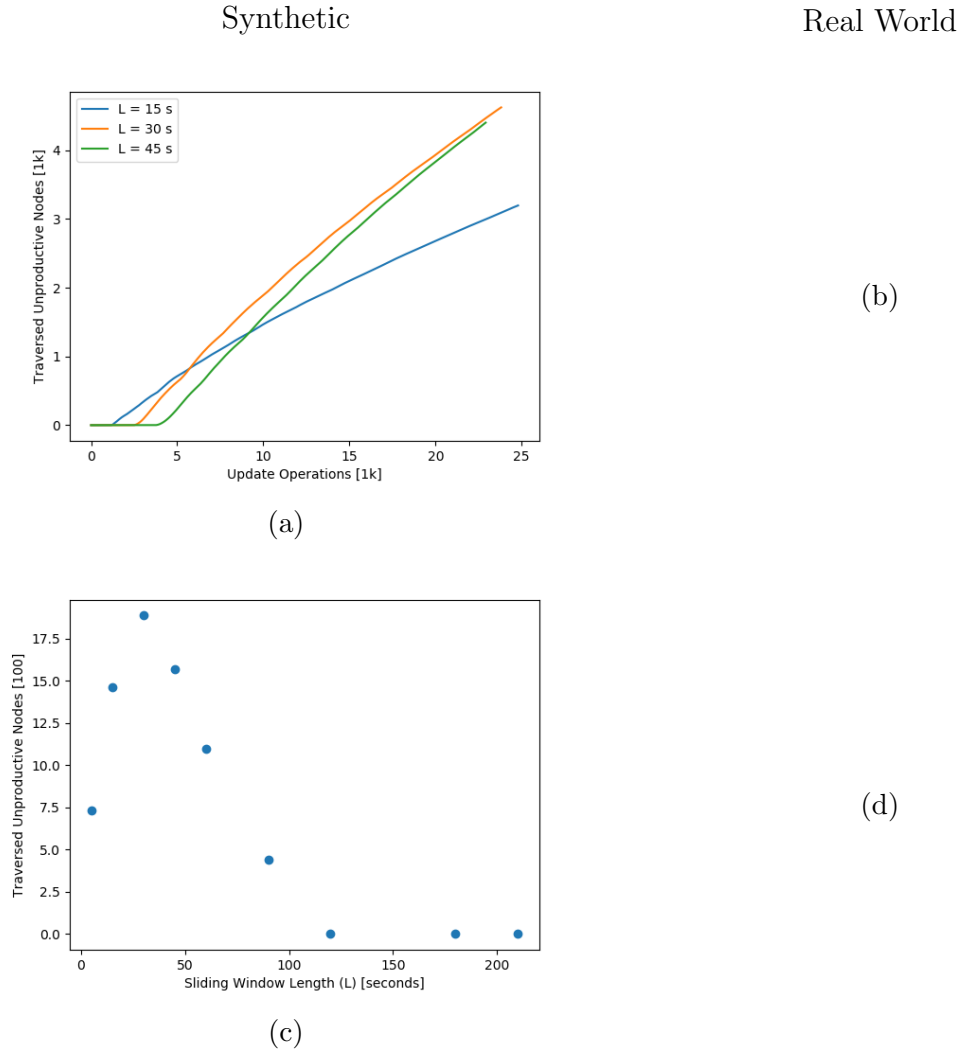 Synthetic
Real World
L = 15 s
L = 30 s
L = 45 s
Traversed Unproductive Nodes [1k]
4
3
2
1
0
0 5 10 15 20 25
Update Operations [1k]
(a)
(b)
Traversed Unproductive Nodes [100]
17.5
15.0
12.5
10.0
7.5
5.0
2.5
0.0
0 50 100 150 200
Sliding Window Length (L) [seconds]
(c)
(d)